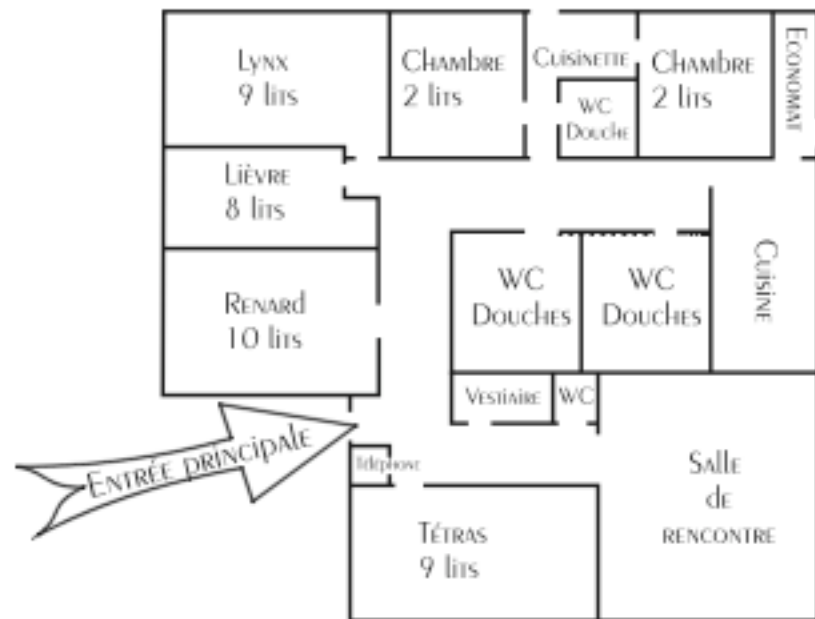 Lynx
9 lits
Chambre
2 lits
Cuisinette
WC
Douche
Chambre
2 lits
Economat
Lièvre
8 lits
Renard
10 lits
WC
Douches
WC
Douches
Cuisine
Vestiaire
WC
Entrée principale
Téléphone
Tétras
9 lits
Salle
de
rencontre